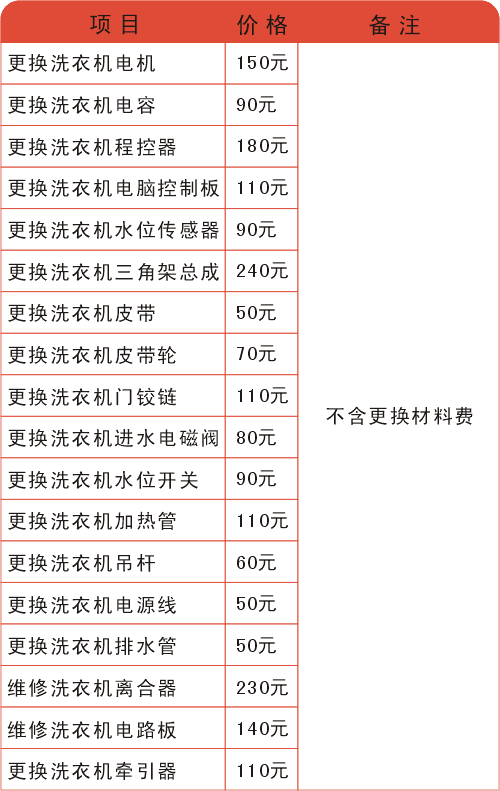 项目 价格 备注
更换洗衣机电机 150元
更换洗衣机电容 90元
更换洗衣机程控器 180元
更换洗衣机电脑控制板 110元
更换洗衣机水位传感器 90元
更换洗衣机三角架总成 240元
更换洗衣机皮带 50元
更换洗衣机皮带轮 70元
更换洗衣机门铰链 110元
不含更换材料费
更换洗衣机进水电磁阀 80元
更换洗衣机水位开关 90元
更换洗衣机加热管 110元
更换洗衣机吊杆 60元
更换洗衣机电源线 50元
更换洗衣机排水管 50元
维修洗衣机离合器 230元
维修洗衣机电路板 140元
更换洗衣机牵引器 110元